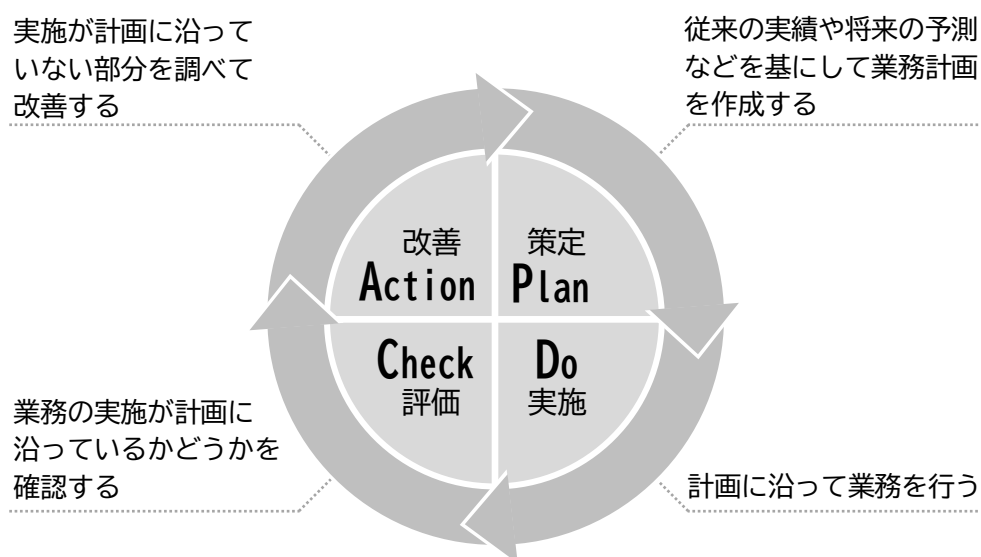 実施が計画に沿って
いない部分を調べて
改善する
従来の実績や将来の予測
などを基にして業務計画
を作成する
改善
Action
策定
Plan
Check
評価
Do
実施
業務の実施が計画に
沿っているかどうかを
確認する
計画に沿って業務を行う